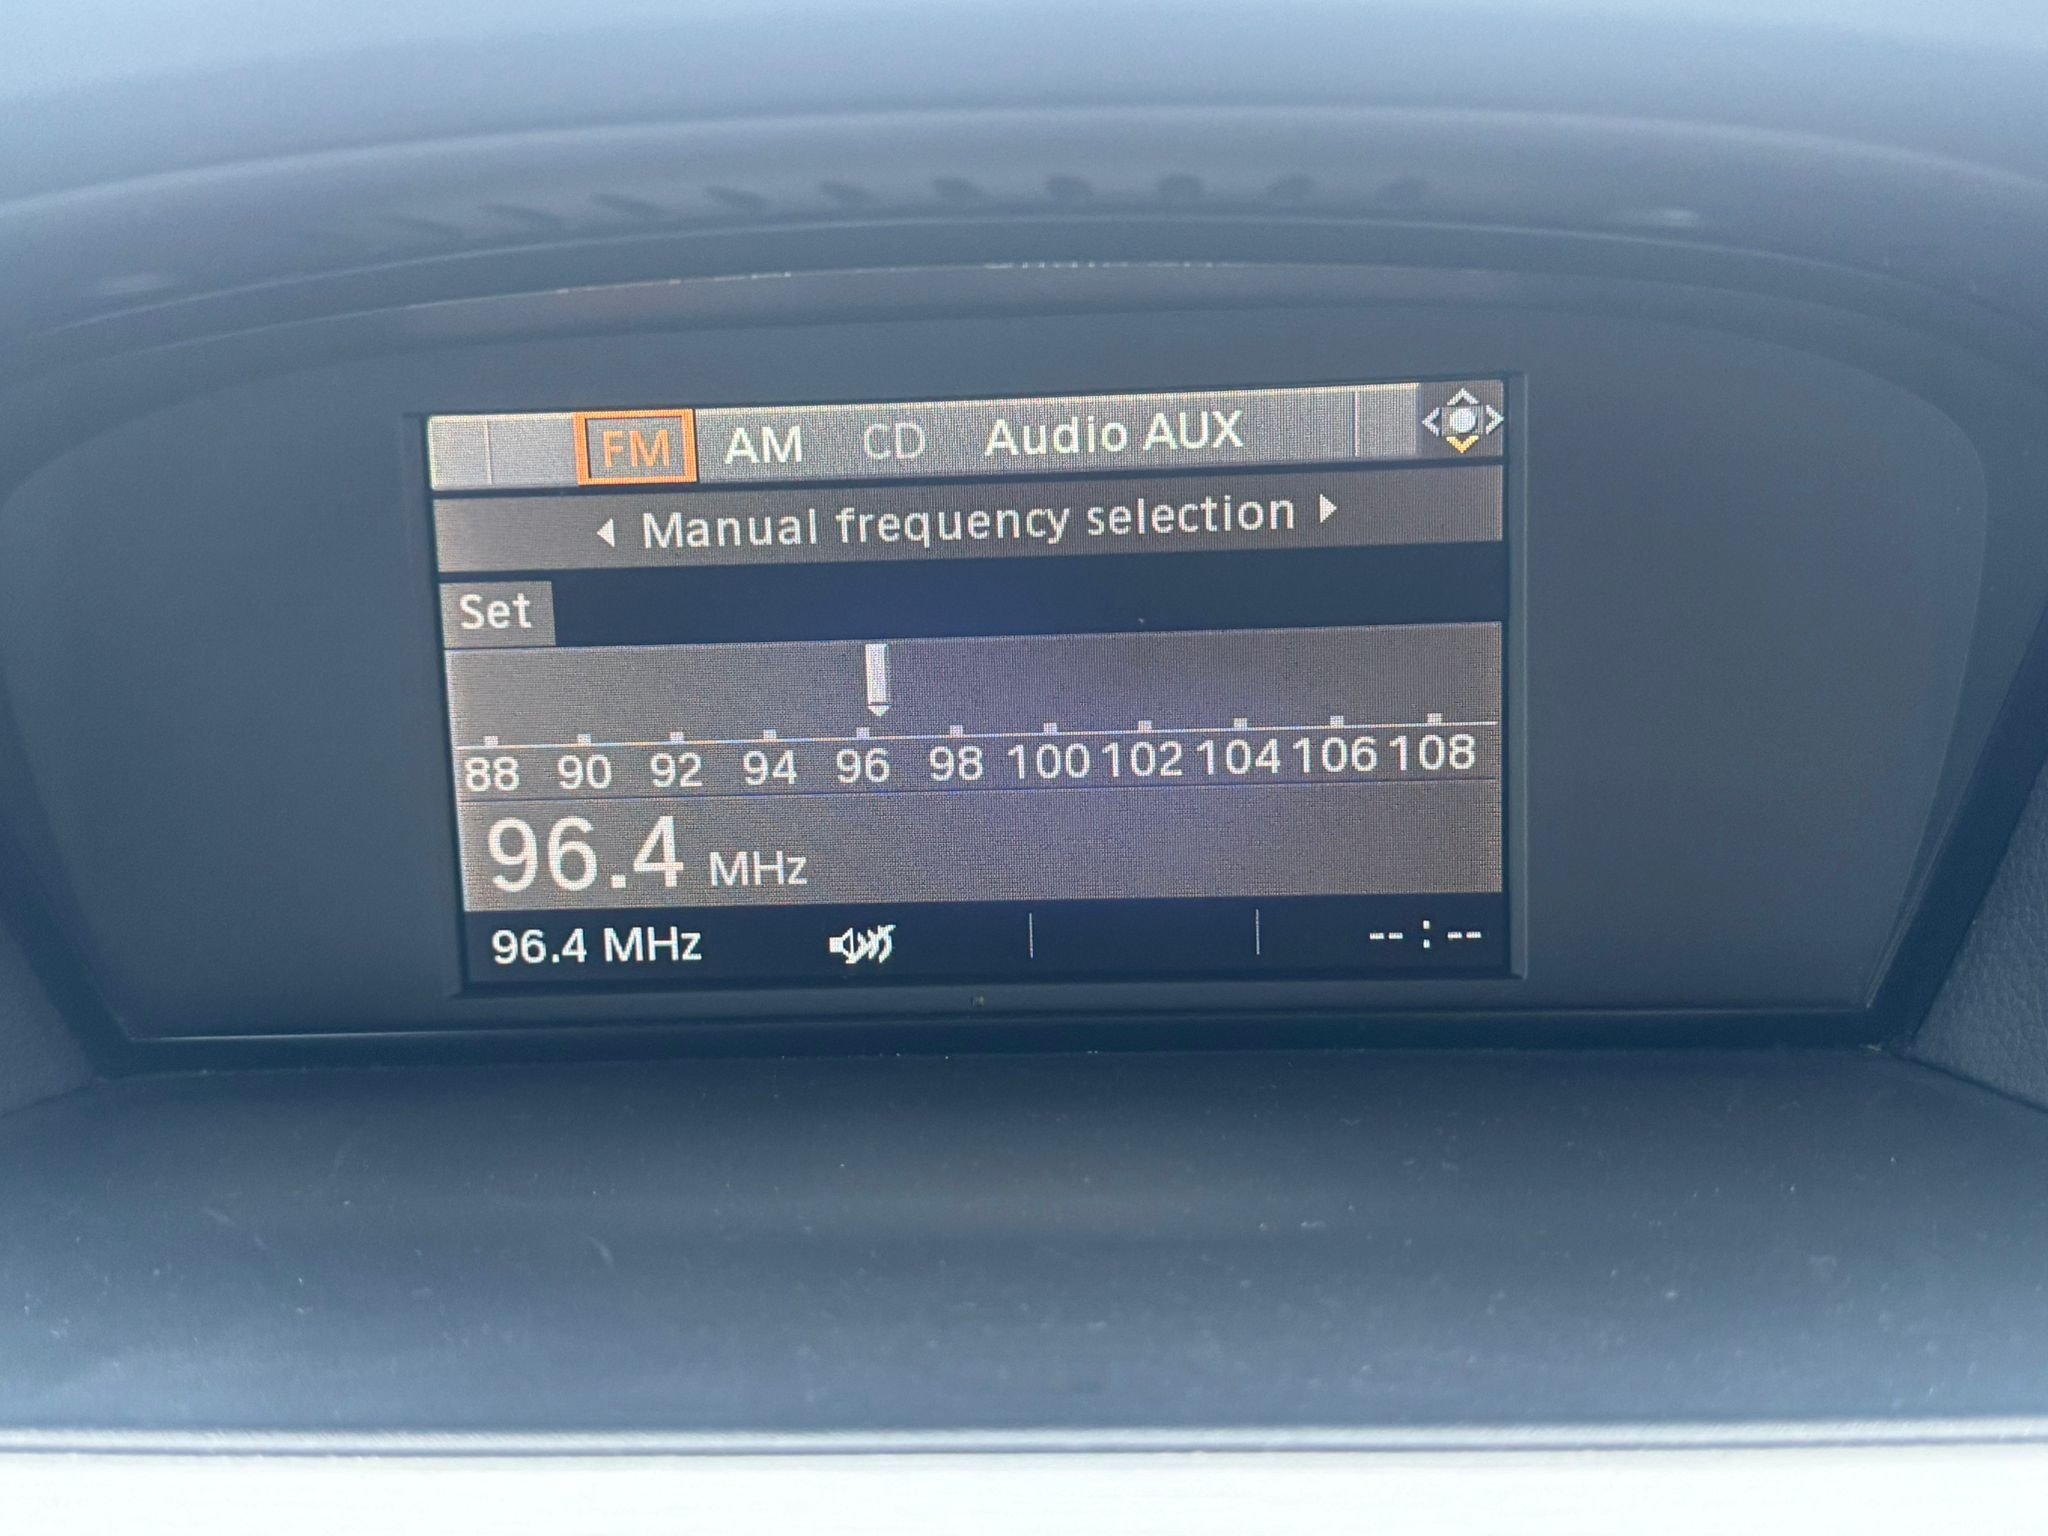 FM AM CD Audio AUX
Manual frequency selection
Set
88 90 92 94 96 98 100 102 104 106 108
96.4 MHz
96.4 MHz --:--